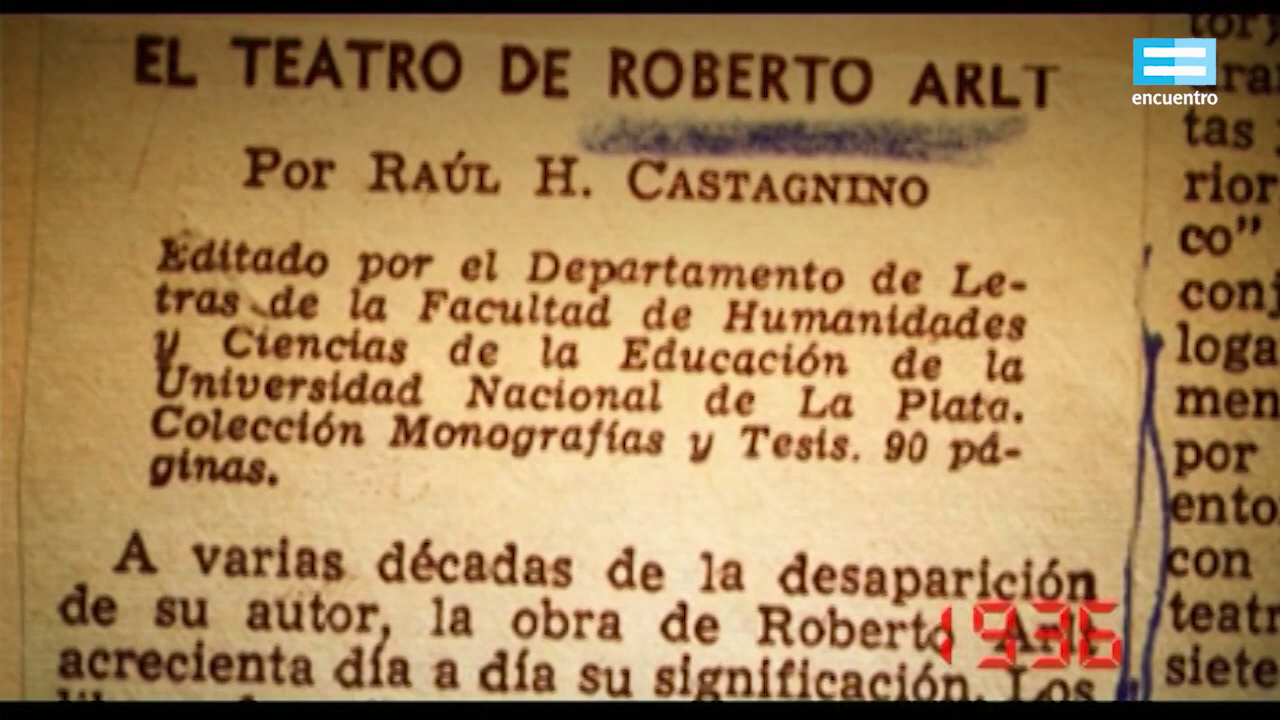 EL TEATRO DE ROBERTO ARLT
Por RAÚL H. CASTAGNINO
Editado por el Departamento de Le-
tras de la Facultad de Humanidades
y Ciencias de la Educación de la
Universidad Nacional de La Plata.
Colección Monografías y Tesis. 90 pá-
ginas.
A varias décadas de la desaparición
de su autor, la obra de Roberto Arlt
acrecienta día a día su significación. Los
tas
rior
co"
conj
loga
men
por
ento
con
teatr
siete
encuentro
1936